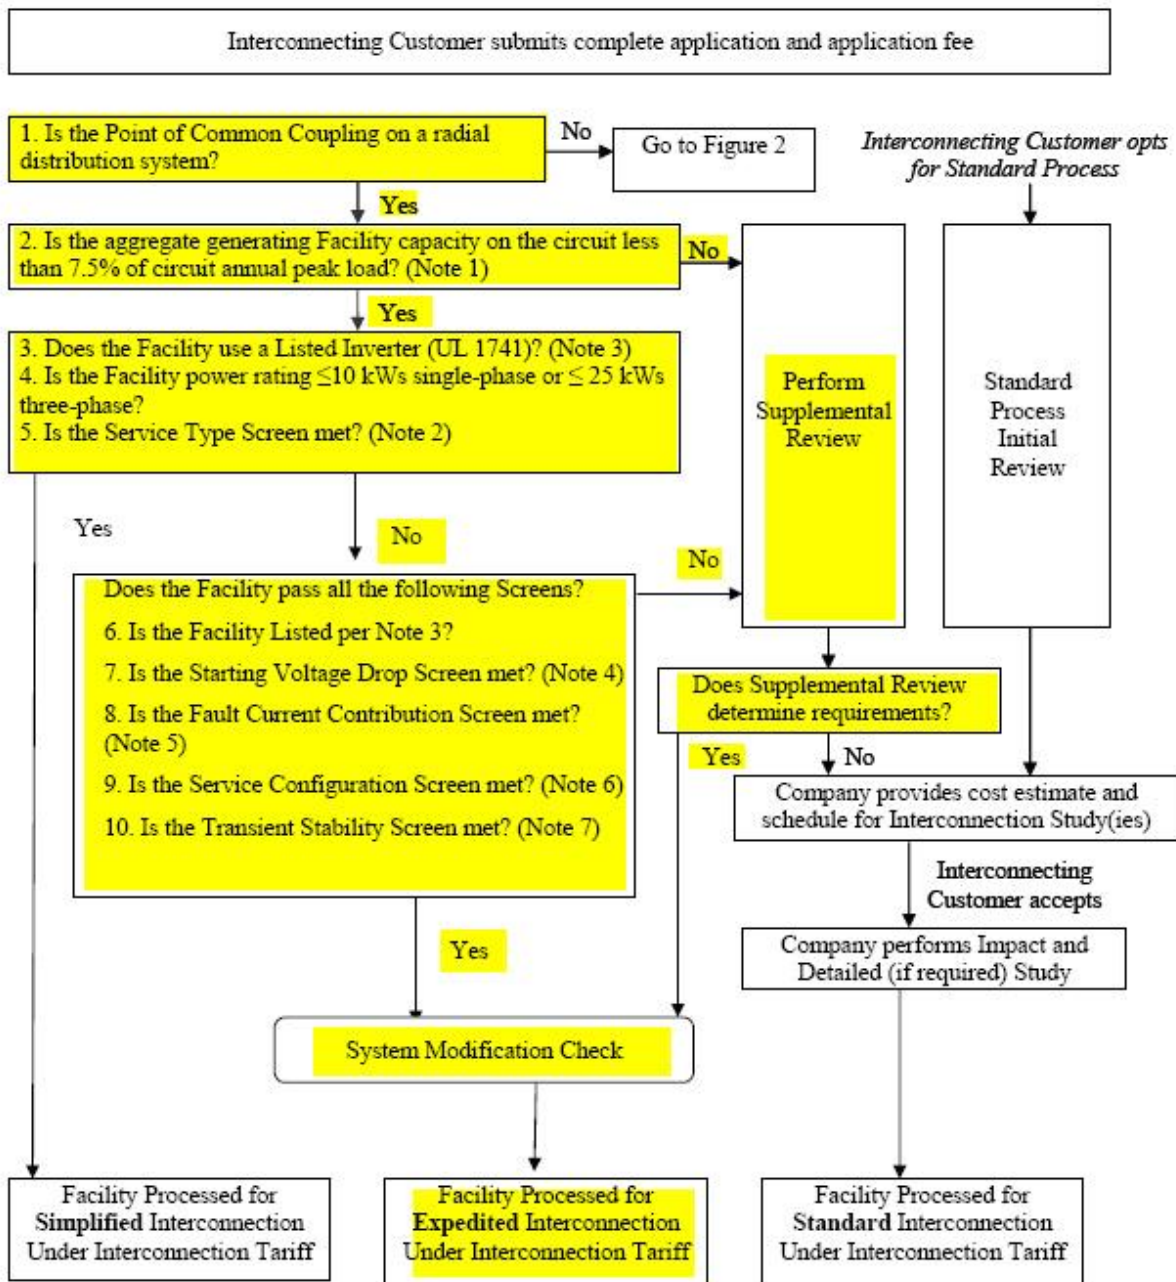 Interconnecting Customer submits complete application and application fee
1. Is the Point of Common Coupling on a radial
distribution system?
No
Go to Figure 2
Interconnecting Customer opts
for Standard Process
Yes
2. Is the aggregate generating Facility capacity on the circuit less
than 7.5% of circuit annual peak load? (Note 1)
No
Yes
3. Does the Facility use a Listed Inverter (UL 1741)? (Note 3)
4. Is the Facility power rating ≤10 kWs single-phase or ≤ 25 kWs
three-phase?
5. Is the Service Type Screen met? (Note 2)
Perform
Supplemental
Review
Standard
Process
Initial
Review
Yes
No
No
Does the Facility pass all the following Screens?
6. Is the Facility Listed per Note 3?
7. Is the Starting Voltage Drop Screen met? (Note 4)
8. Is the Fault Current Contribution Screen met?
(Note 5)
9. Is the Service Configuration Screen met? (Note 6)
10. Is the Transient Stability Screen met? (Note 7)
Does Supplemental Review
determine requirements?
Yes
No
Company provides cost estimate and
schedule for Interconnection Study(ies)
Interconnecting
Customer accepts
Yes
Company performs Impact and
Detailed (if required) Study
System Modification Check
Facility Processed for
Simplified Interconnection
Under Interconnection Tariff
Facility Processed for
Expedited Interconnection
Under Interconnection Tariff
Facility Processed for
Standard Interconnection
Under Interconnection Tariff